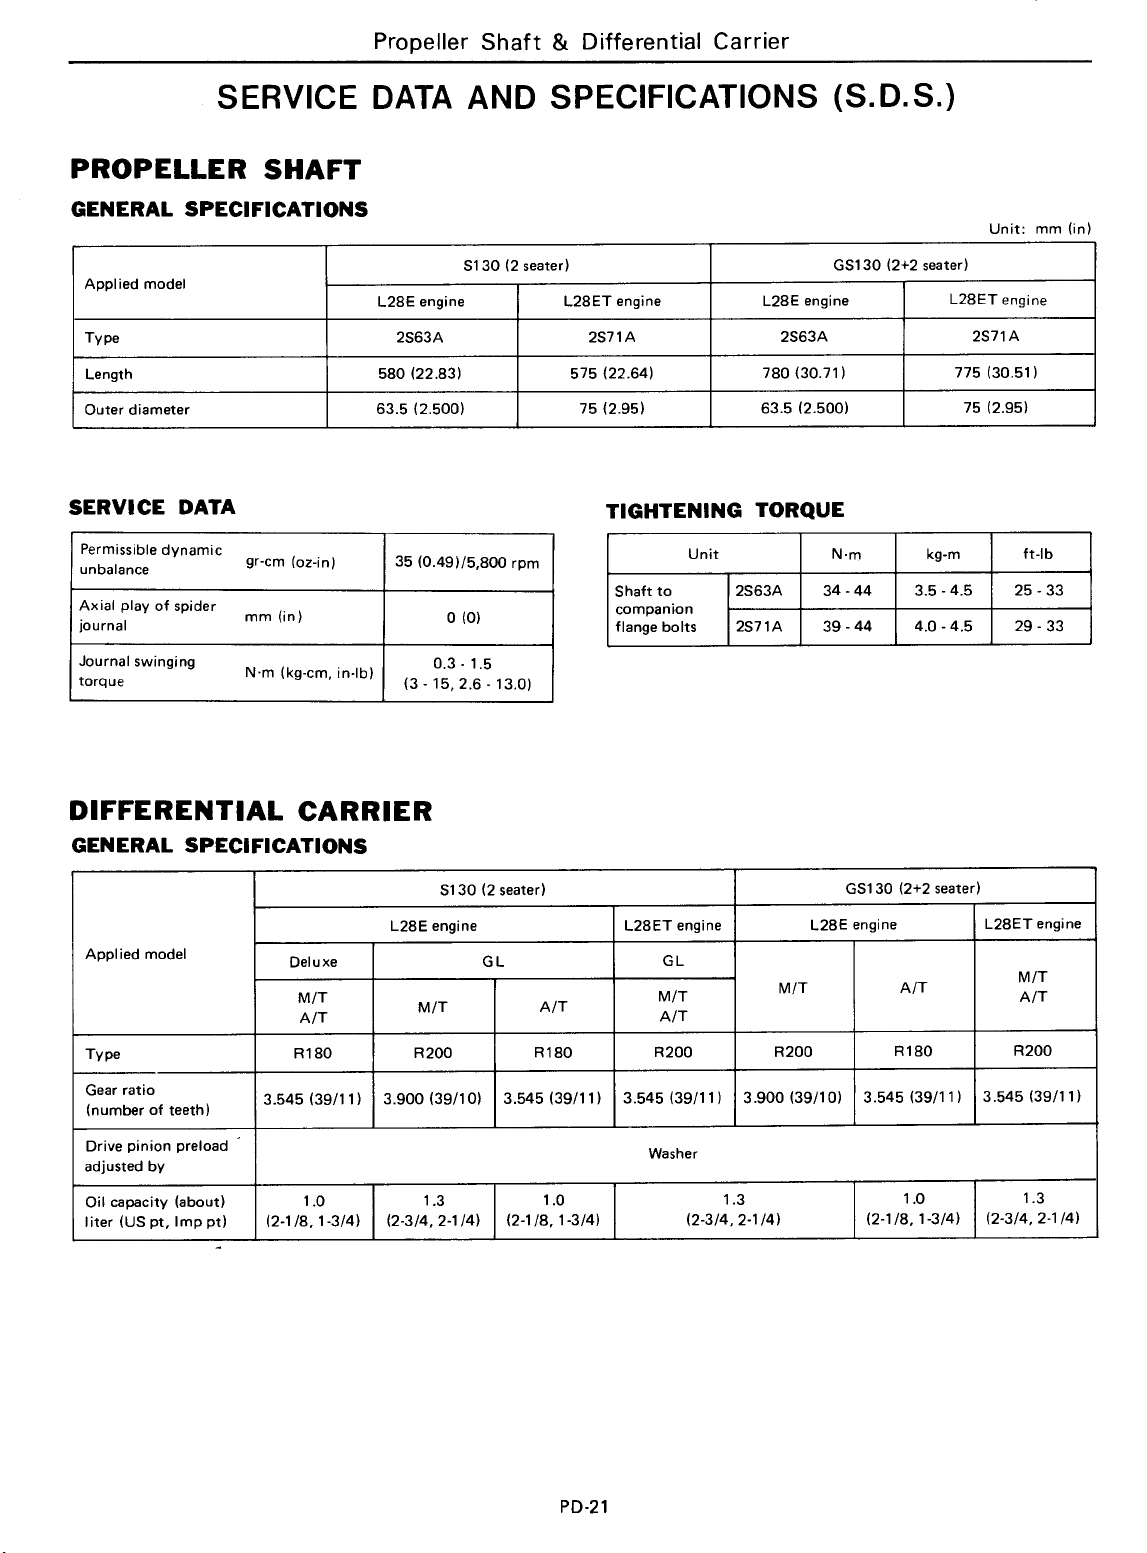 Propeller Shaft & Differential Carrier
SERVICE DATA AND SPECIFICATIONS (S.D.S.)
PROPELLER SHAFT
GENERAL SPECIFICATIONS
Unit: mm (in)
Applied model
S130 (2 seater) GS130 (2+2 seater)
L28E engine L28ET engine L28E engine L28ET engine
Type 2S63A 2S71A 2S63A 2S71A
Length 580 (22.83) 575 (22.64) 780 (30.71) 775 (30.51)
Outer diameter 63.5 (2.500) 75 (2.95) 63.5 (2.500) 75 (2.95)
SERVICE DATA
Permissible dynamic
unbalance
gr-cm (oz-in) 35 (0.49)/5,800 rpm
Axial play of spider
journal
mm (in) 0 (0)
Journal swinging
torque
N·m (kg-cm, in-lb)
0.3 - 1.5
(3 - 15, 2.6 - 13.0)
TIGHTENING TORQUE
Unit N·m kg-m ft-lb
Shaft to
companion
flange bolts
2S63A 34 - 44 3.5 - 4.5 25 - 33
2S71A 39 - 44 4.0 - 4.5 29 - 33
DIFFERENTIAL CARRIER
GENERAL SPECIFICATIONS
Applied model
S130 (2 seater) GS130 (2+2 seater)
L28E engine L28ET engine L28E engine L28ET engine
Deluxe GL GL
M/T
A/T
M/T A/T
M/T
A/T
M/T A/T
M/T
A/T
Type R180 R200 R180 R200 R200 R180 R200
Gear ratio
(number of teeth)
3.545 (39/11) 3.900 (39/10) 3.545 (39/11) 3.545 (39/11) 3.900 (39/10) 3.545 (39/11) 3.545 (39/11)
Drive pinion preload
adjusted by
Washer
Oil capacity (about)
liter (US pt, Imp pt)
1.0 1.3 1.0 1.3 1.0 1.3
(2-1/8, 1-3/4) (2-3/4, 2-1/4) (2-1/8, 1-3/4) (2-3/4, 2-1/4) (2-1/8, 1-3/4) (2-3/4, 2-1/4)
PD-21